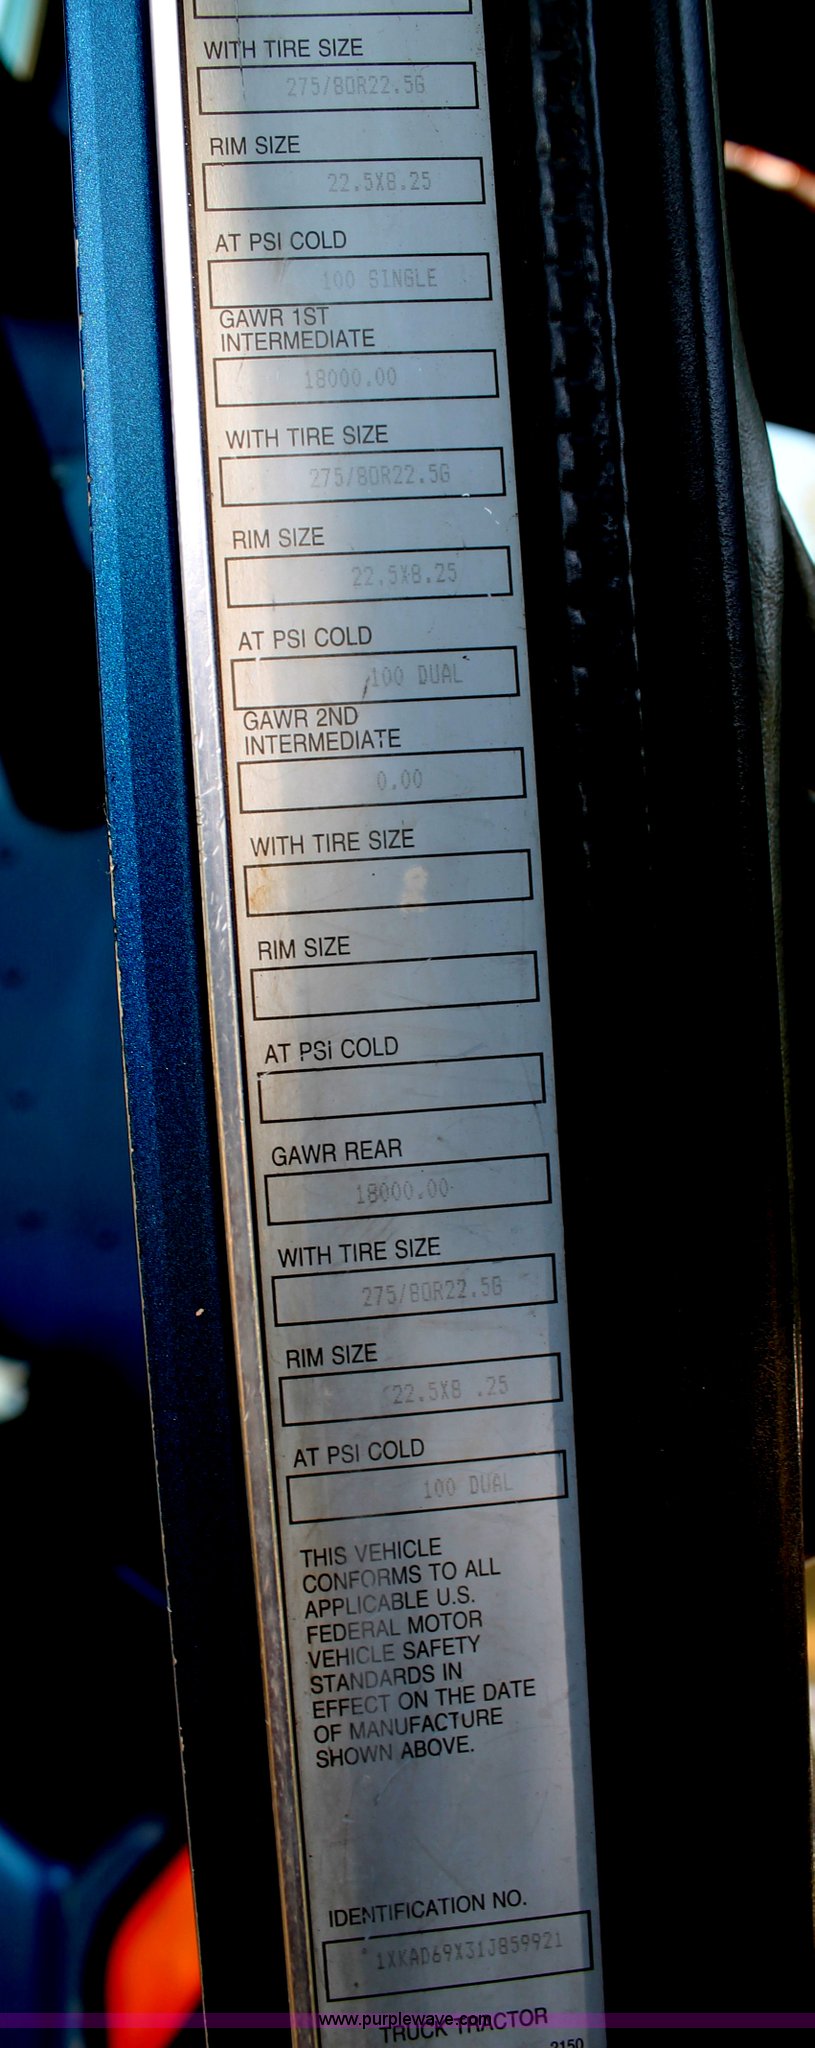 WITH TIRE SIZE
275/80R22.5G
RIM SIZE
22.5X8.25
AT PSI COLD
100 SINGLE
GAWR 1ST
INTERMEDIATE
18000.00
WITH TIRE SIZE
275/80R22.5G
RIM SIZE
22.5X8.25
AT PSI COLD
100 DUAL
GAWR 2ND
INTERMEDIATE
0.00
WITH TIRE SIZE
RIM SIZE
AT PSI COLD
GAWR REAR
18000.00
WITH TIRE SIZE
275/80R22.5G
RIM SIZE
22.5X8 .25
AT PSI COLD
100 DUAL
THIS VEHICLE
CONFORMS TO ALL
APPLICABLE U.S.
FEDERAL MOTOR
VEHICLE SAFETY
STANDARDS IN
EFFECT ON THE DATE
OF MANUFACTURE
SHOWN ABOVE.
IDENTIFICATION NO.
1XKAD69X31J859921
www.purplewave.com
TRUCK TRACTOR
2150